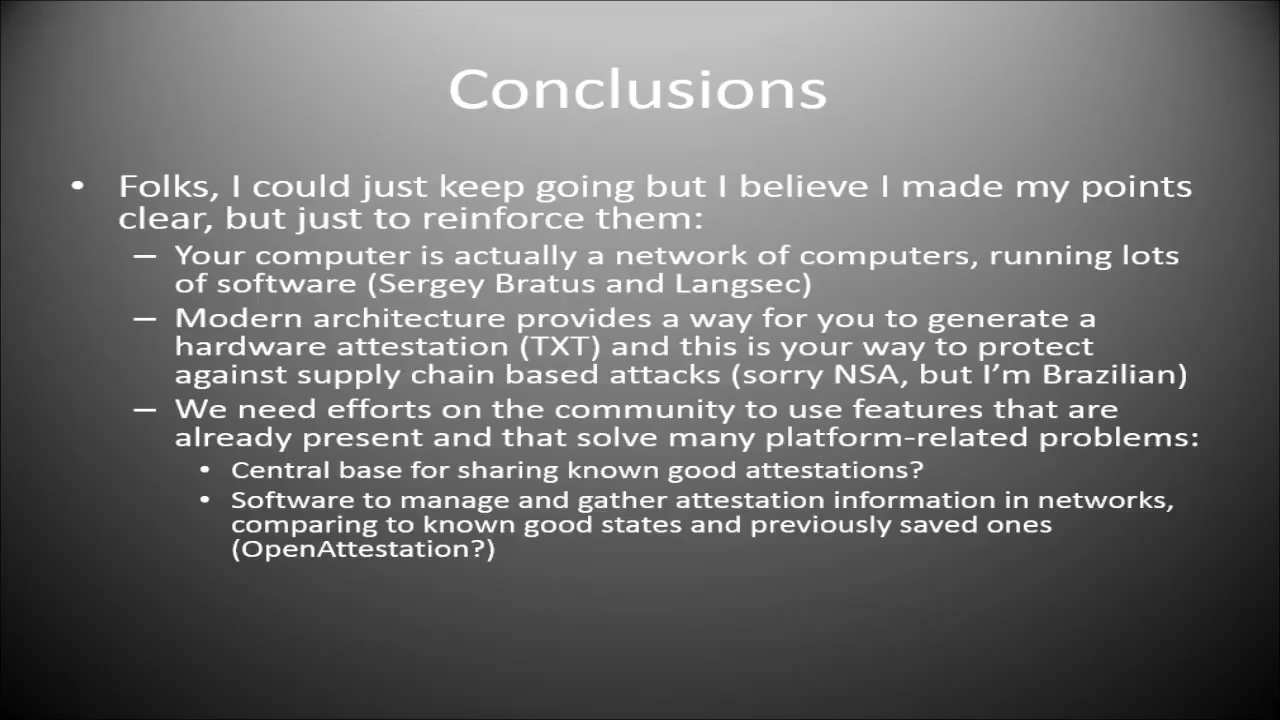 Conclusions
• Folks, I could just keep going but I believe I made my points
clear, but just to reinforce them:
– Your computer is actually a network of computers, running lots
of software (Sergey Bratus and Langsec)
– Modern architecture provides a way for you to generate a
hardware attestation (TXT) and this is your way to protect
against supply chain based attacks (sorry NSA, but I’m Brazilian)
– We need efforts on the community to use features that are
already present and that solve many platform-related problems:
• Central base for sharing known good attestations?
• Software to manage and gather attestation information in networks,
comparing to known good states and previously saved ones
(OpenAttestation?)